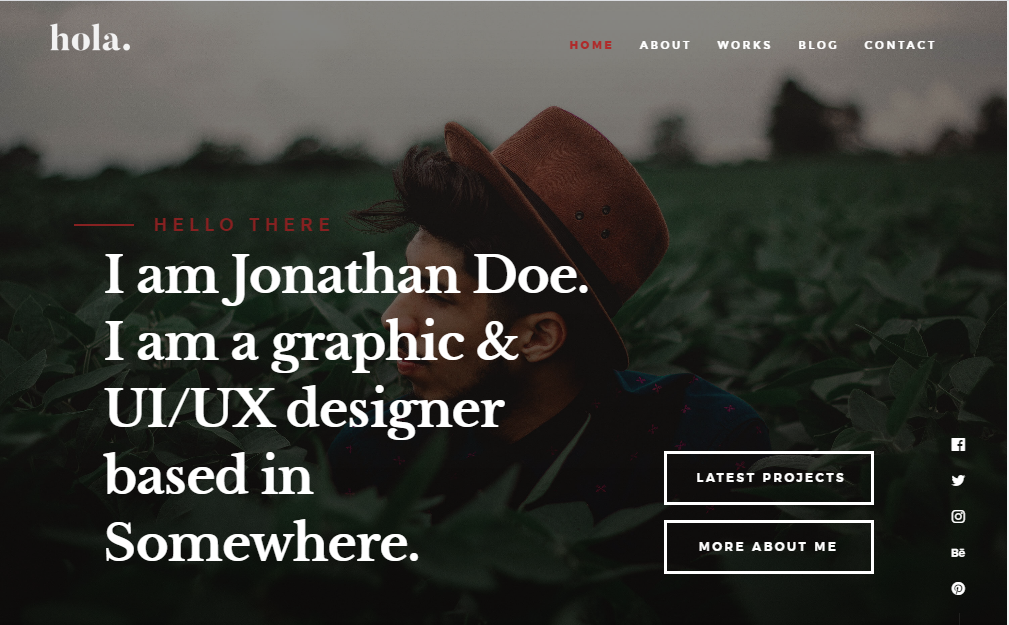 hola.
HOME ABOUT WORKS BLOG CONTACT
HELLO THERE
I am Jonathan Doe.
I am a graphic &
UI/UX designer
based in
Somewhere.
LATEST PROJECTS
MORE ABOUT ME
Bē